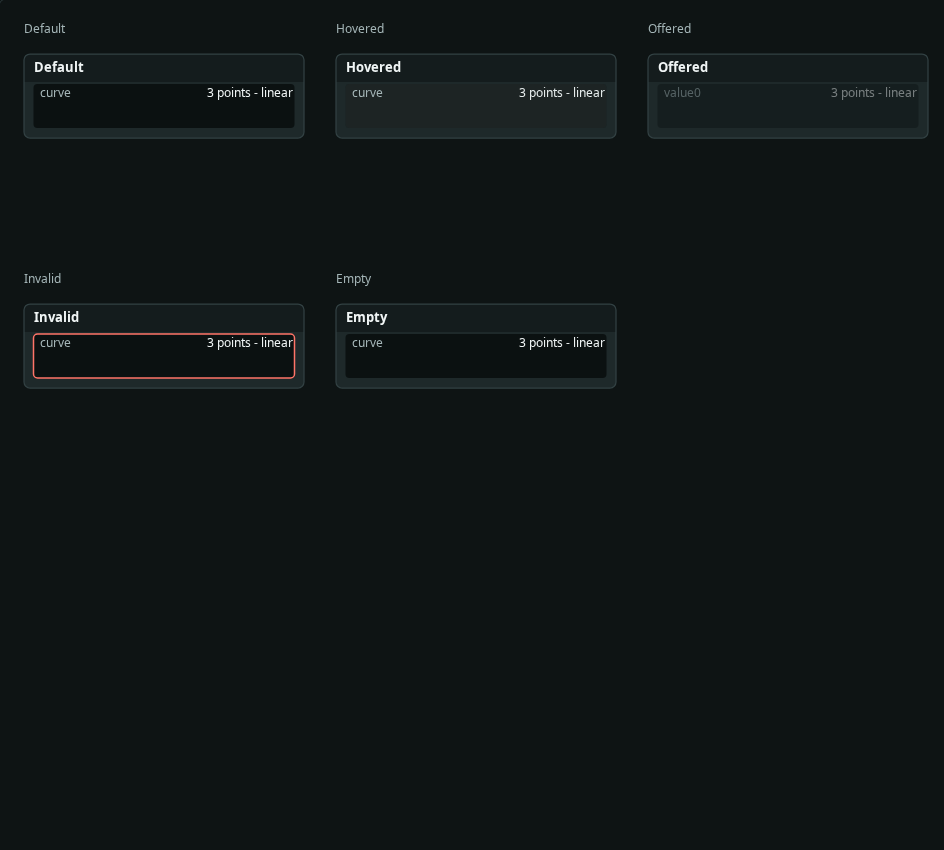 Default
Hovered
Offered
Default
Hovered
Offered
curve 3 points - linear
curve 3 points - linear
value0 3 points - linear
Invalid
Empty
Invalid
Empty
curve 3 points - linear
curve 3 points - linear